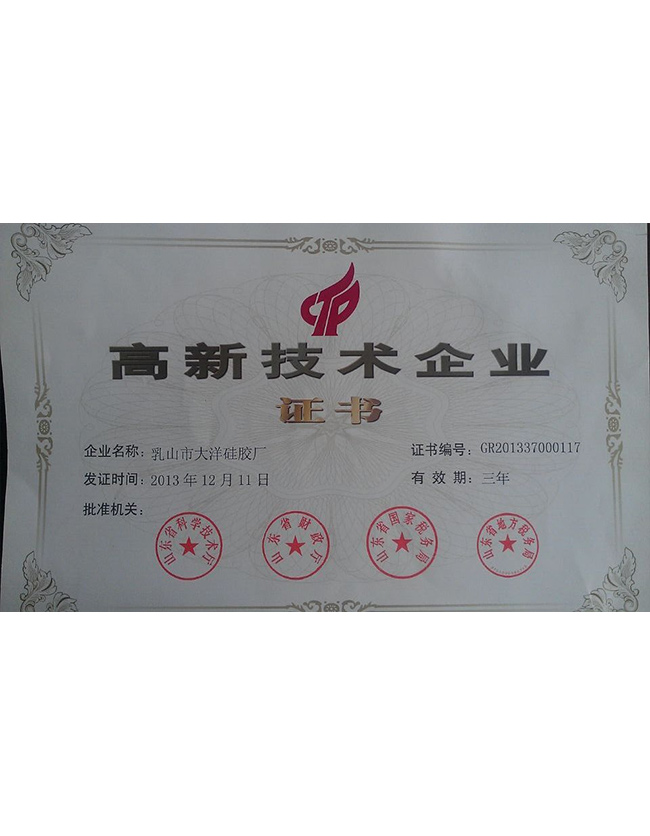 高新技术企业
证书
企业名称：乳山市大洋硅胶厂 证书编号：GR201337000117
发证时间：2013年12月11日 有效期：三年
批准机关：
山东省科学技术厅 山东省财政厅 山东省国家税务局 山东省地方税务局